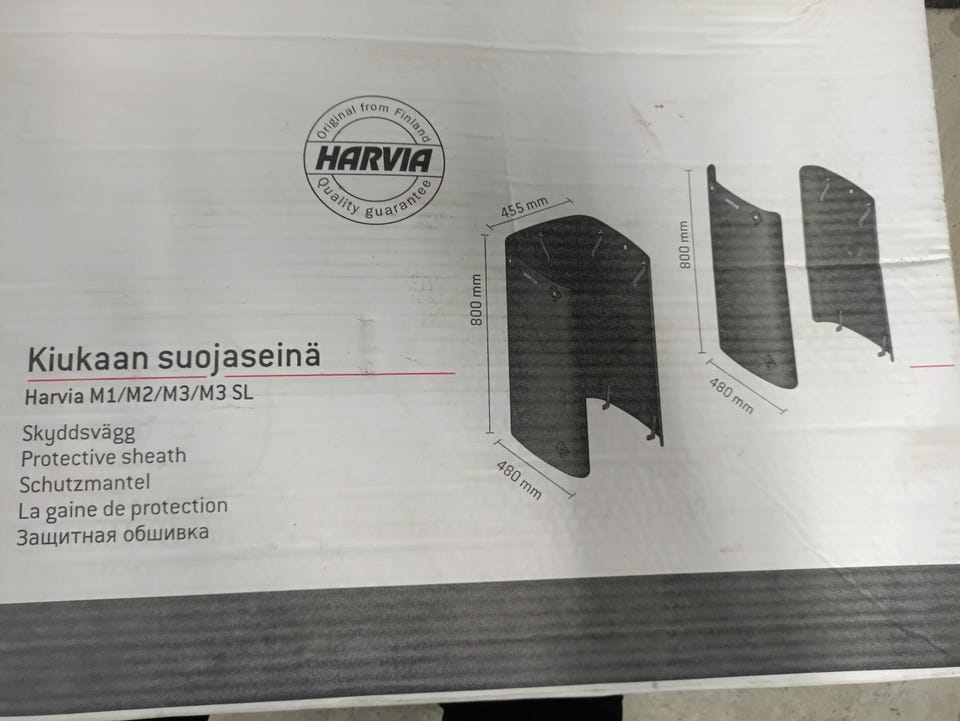 Original from Finland
HARVIA
Quality guarantee
455 mm
800 mm
480 mm
800 mm
480 mm
Kiukaan suojaseinä
Harvia M1/M2/M3/M3 SL
Skyddsvägg
Protective sheath
Schutzmantel
La gaine de protection
Защитная обшивка